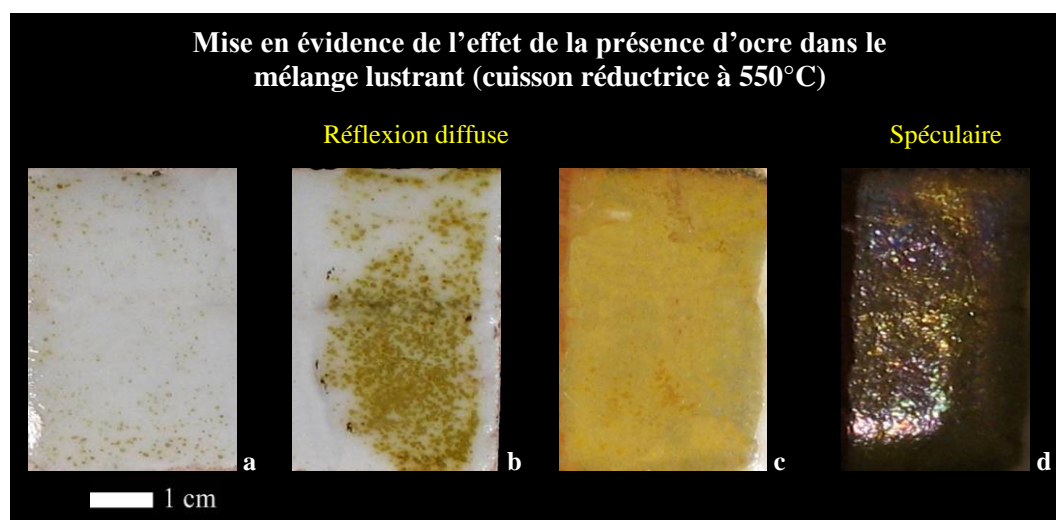 Mise en évidence de l’effet de la présence d’ocre dans le
mélange lustrant (cuisson réductrice à 550°C)
Réflexion diffuse
Spéculaire
a
b
c
d
1 cm